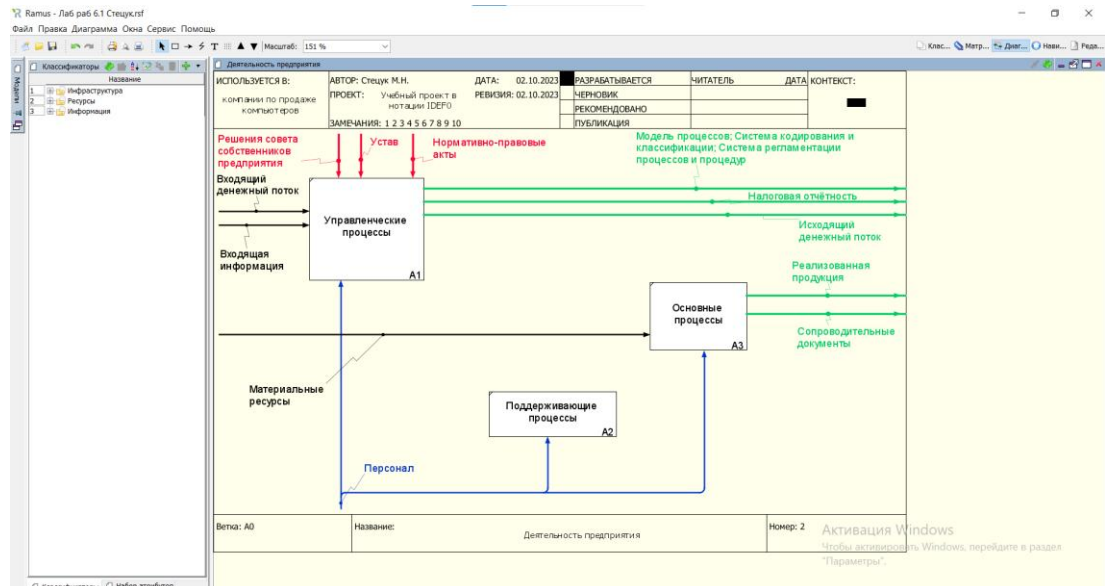 Ramus - Лаб раб 6.1 Стецук.rsf
Файл Правка Диаграмма Окна Сервис Помощь
Масштаб: 151 %
Клас... Матр... Диаг... Нави... Реда...
Модели
Классификаторы
Название
1 Инфраструктура
2 Ресурсы
3 Информация
Деятельность предприятия
ИСПОЛЬЗУЕТСЯ В:
компании по продаже
компьютеров
АВТОР: Стецук М.Н.
ПРОЕКТ: Учебный проект в
нотации IDEF0
ЗАМЕЧАНИЯ: 1 2 3 4 5 6 7 8 9 10
ДАТА: 02.10.2023
РЕВИЗИЯ: 02.10.2023
РАЗРАБАТЫВАЕТСЯ
ЧЕРНОВИК
РЕКОМЕНДОВАНО
ПУБЛИКАЦИЯ
ЧИТАТЕЛЬ
ДАТА
КОНТЕКСТ:
Решения совета
собственников
предприятия
Устав
Нормативно-правовые
акты
Модель процессов; Система кодирования и
классификации; Система регламентации
процессов и процедур
Входящий
денежный поток
Управленческие
процессы
A1
Налоговая отчётность
Исходящий
денежный поток
Входящая
информация
Реализованная
продукция
Основные
процессы
A3
Сопроводительные
документы
Материальные
ресурсы
Поддерживающие
процессы
A2
Персонал
Ветка: A0
Название:
Деятельность предприятия
Номер: 2
Активация Windows
Чтобы активировать Windows, перейдите в раздел
"Параметры".